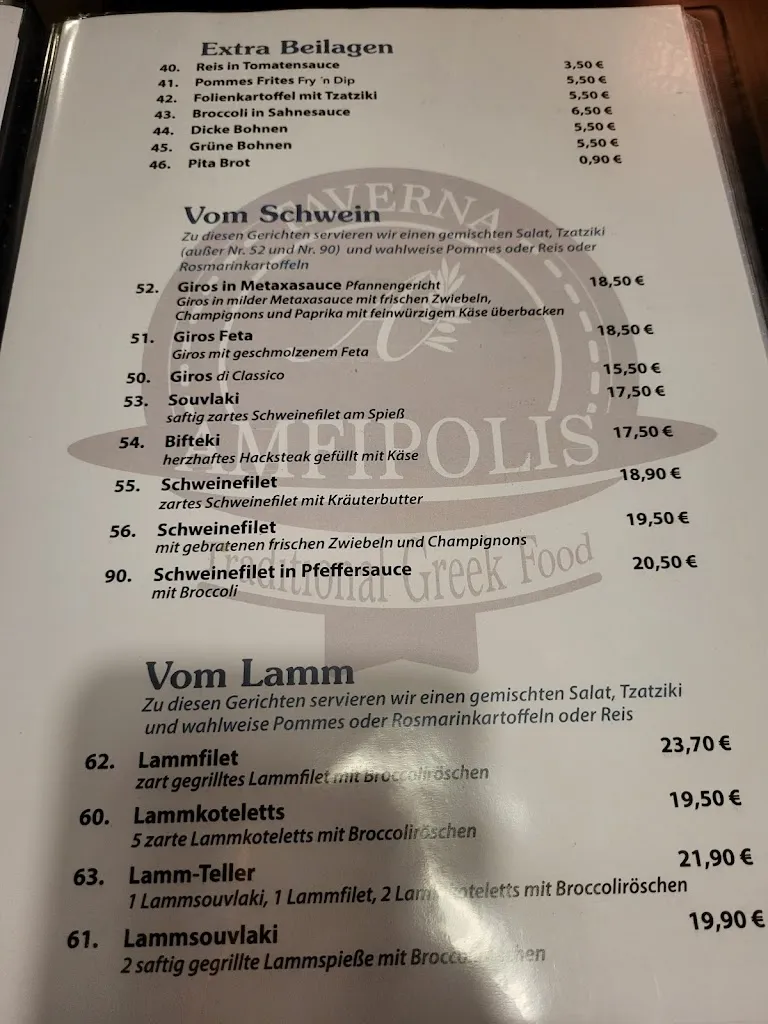 Extra Beilagen
40. Reis in Tomatensauce 3,50 €
41. Pommes Frites Fry 'n Dip 5,50 €
42. Folienkartoffel mit Tzatziki 5,50 €
43. Broccoli in Sahnesauce 6,50 €
44. Dicke Bohnen 5,50 €
45. Grüne Bohnen 5,50 €
46. Pita Brot 0,90 €
TAVERNA
Vom Schwein
Zu diesen Gerichten servieren wir einen gemischten Salat, Tzatziki
(außer Nr. 52 und Nr. 90) und wahlweise Pommes oder Reis oder
Rosmarinkartoffeln
52. Giros in Metaxasauce Pfannengericht 18,50 €
Giros in milder Metaxasauce mit frischen Zwiebeln,
Champignons und Paprika mit feinwürzigem Käse überbacken
51. Giros Feta 18,50 €
Giros mit geschmolzenem Feta
50. Giros di Classico 15,50 €
53. Souvlaki 17,50 €
saftig zartes Schweinefilet am Spieß
54. Bifteki 17,50 €
herzhaftes Hacksteak gefüllt mit Käse
AMFIPOLIS
55. Schweinefilet 18,90 €
zartes Schweinefilet mit Kräuterbutter
56. Schweinefilet 19,50 €
mit gebratenen frischen Zwiebeln und Champignons
Traditional Greek Food
90. Schweinefilet in Pfeffersauce 20,50 €
mit Broccoli
Vom Lamm
Zu diesen Gerichten servieren wir einen gemischten Salat, Tzatziki
und wahlweise Pommes oder Rosmarinkartoffeln oder Reis
62. Lammfilet 23,70 €
zart gegrilltes Lammfilet mit Broccoliröschen
60. Lammkoteletts 19,50 €
5 zarte Lammkoteletts mit Broccoliröschen
63. Lamm-Teller 21,90 €
1 Lammsouvlaki, 1 Lammfilet, 2 Lammkoteletts mit Broccoliröschen
61. Lammsouvlaki 19,90 €
2 saftig gegrillte Lammspieße mit Broccoliröschen